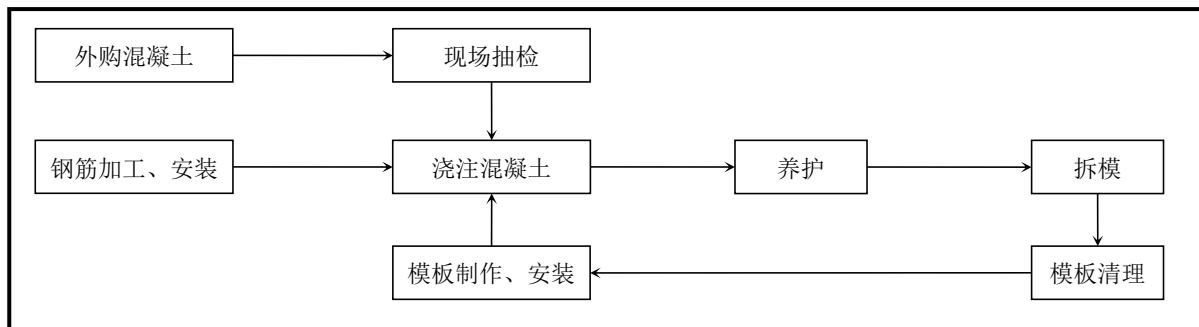 外购混凝土
现场抽检
钢筋加工、安装
浇注混凝土
养护
拆模
模板制作、安装
模板清理